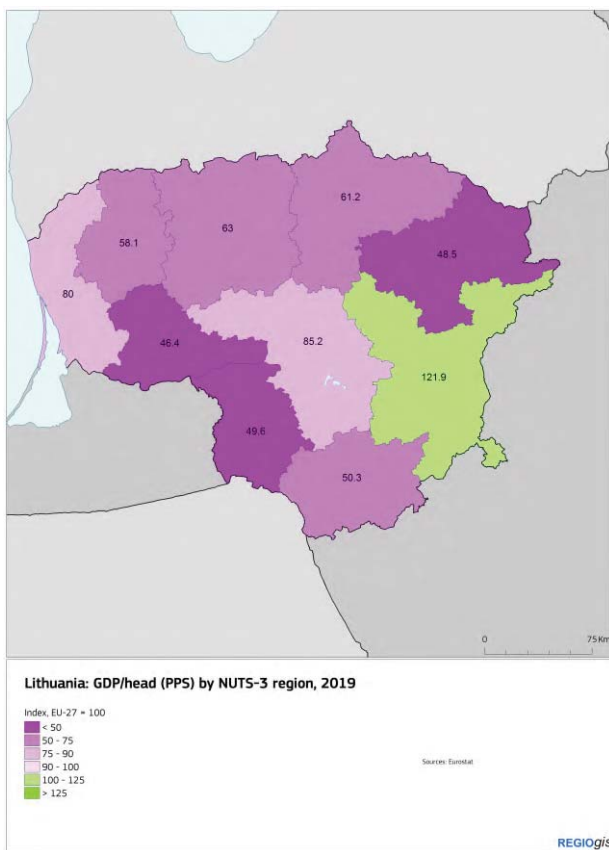 61.2
58.1
63
48.5
80
46.4
85.2
121.9
49.6
50.3
0 75 Km
Lithuania: GDP/head (PPS) by NUTS-3 region, 2019
Index, EU-27 = 100
< 50
50 - 75
75 - 90
90 - 100
100 - 125
> 125
Sources: Eurostat
REGIOgis